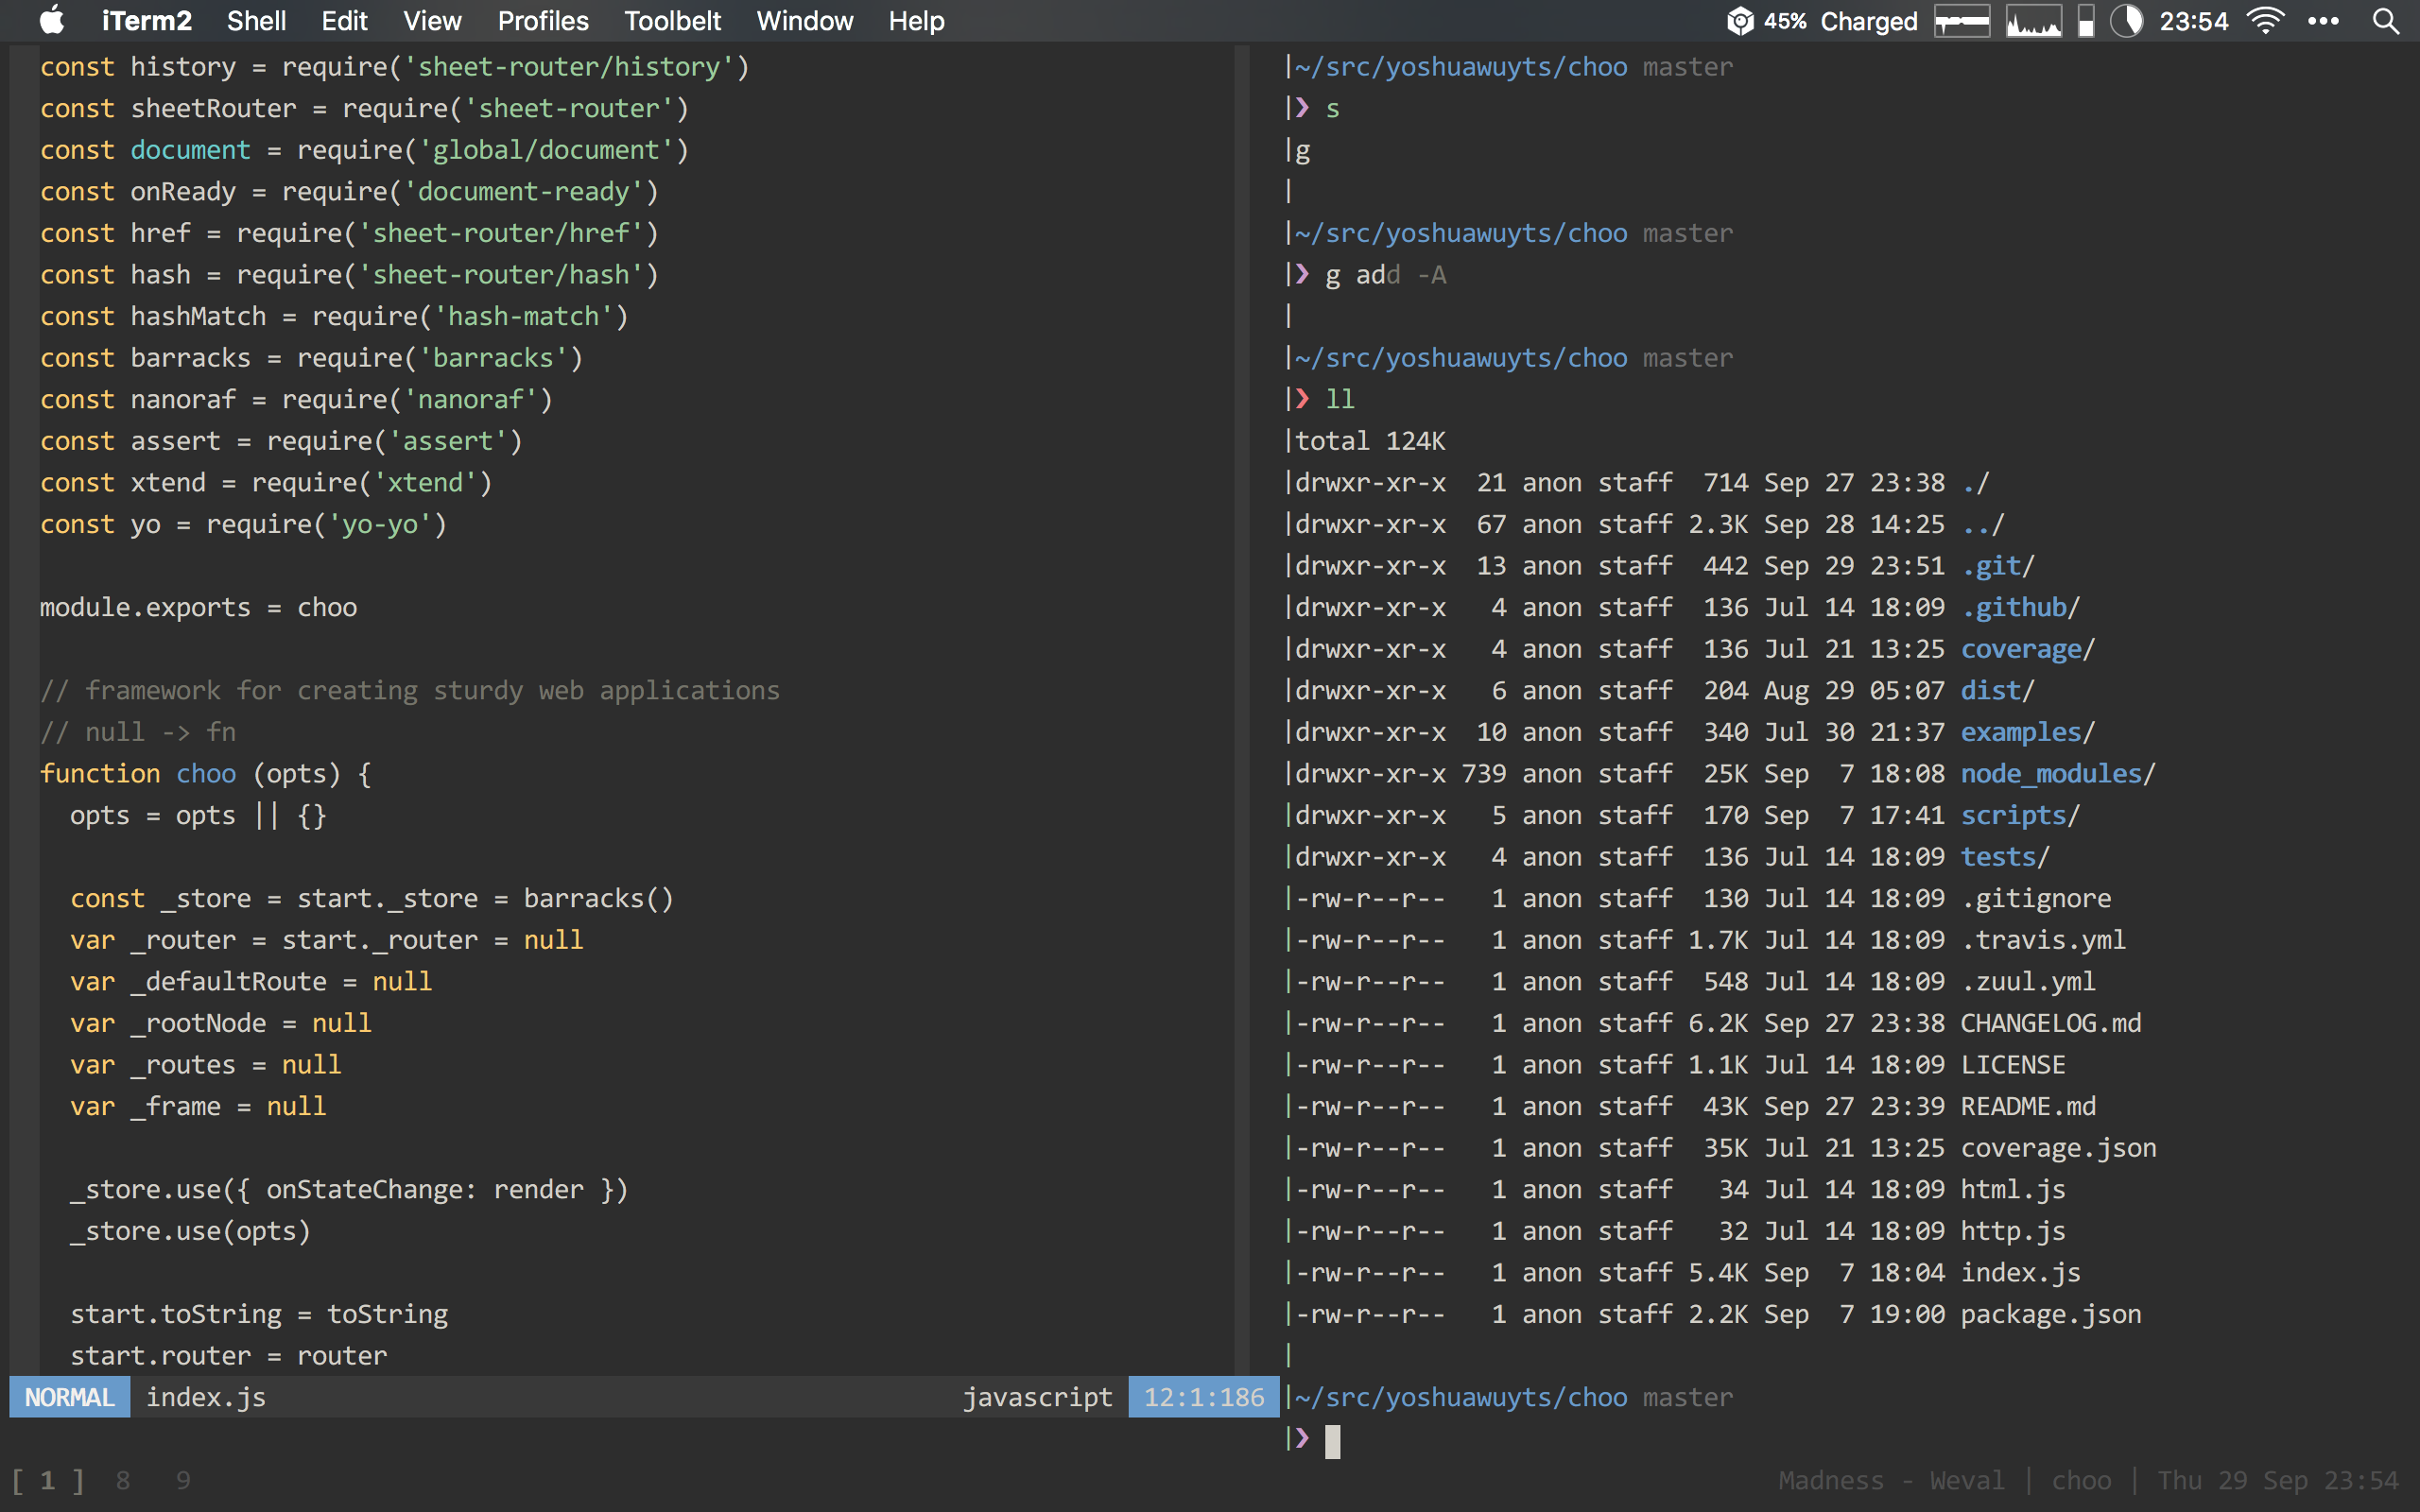 iTerm2 Shell Edit View Profiles Toolbelt Window Help 45% Charged 23:54
const history = require('sheet-router/history')
const sheetRouter = require('sheet-router')
const document = require('global/document')
const onReady = require('document-ready')
const href = require('sheet-router/href')
const hash = require('sheet-router/hash')
const hashMatch = require('hash-match')
const barracks = require('barracks')
const nanoraf = require('nanoraf')
const assert = require('assert')
const xtend = require('xtend')
const yo = require('yo-yo')
module.exports = choo
// framework for creating sturdy web applications
// null -> fn
function choo (opts) {
  opts = opts || {}
  const _store = start._store = barracks()
  var _router = start._router = null
  var _defaultRoute = null
  var _rootNode = null
  var _routes = null
  var _frame = null
  _store.use({ onStateChange: render })
  _store.use(opts)
  start.toString = toString
  start.router = router
NORMAL index.js javascript 12:1:186
|~/src/yoshuawuyts/choo master
|❯ s
|g
|
|~/src/yoshuawuyts/choo master
|❯ g add -A
|
|~/src/yoshuawuyts/choo master
|❯ ll
|total 124K
|drwxr-xr-x  21 anon staff  714 Sep 27 23:38 ./
|drwxr-xr-x  67 anon staff 2.3K Sep 28 14:25 ../
|drwxr-xr-x  13 anon staff  442 Sep 29 23:51 .git/
|drwxr-xr-x   4 anon staff  136 Jul 14 18:09 .github/
|drwxr-xr-x   4 anon staff  136 Jul 21 13:25 coverage/
|drwxr-xr-x   6 anon staff  204 Aug 29 05:07 dist/
|drwxr-xr-x  10 anon staff  340 Jul 30 21:37 examples/
|drwxr-xr-x 739 anon staff  25K Sep  7 18:08 node_modules/
|drwxr-xr-x   5 anon staff  170 Sep  7 17:41 scripts/
|drwxr-xr-x   4 anon staff  136 Jul 14 18:09 tests/
|-rw-r--r--   1 anon staff  130 Jul 14 18:09 .gitignore
|-rw-r--r--   1 anon staff 1.7K Jul 14 18:09 .travis.yml
|-rw-r--r--   1 anon staff  548 Jul 14 18:09 .zuul.yml
|-rw-r--r--   1 anon staff 6.2K Sep 27 23:38 CHANGELOG.md
|-rw-r--r--   1 anon staff 1.1K Jul 14 18:09 LICENSE
|-rw-r--r--   1 anon staff  43K Sep 27 23:39 README.md
|-rw-r--r--   1 anon staff  35K Jul 21 13:25 coverage.json
|-rw-r--r--   1 anon staff   34 Jul 14 18:09 html.js
|-rw-r--r--   1 anon staff   32 Jul 14 18:09 http.js
|-rw-r--r--   1 anon staff 5.4K Sep  7 18:04 index.js
|-rw-r--r--   1 anon staff 2.2K Sep  7 19:00 package.json
|
|~/src/yoshuawuyts/choo master
|❯
[ 1 ]  8   9
Madness - Weval | choo | Thu 29 Sep 23:54